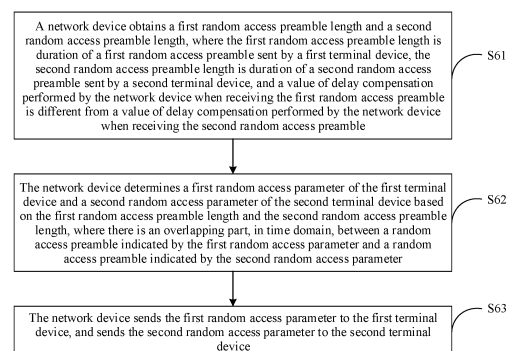 A network device obtains a first random access preamble length and a second
random access preamble length, where the first random access preamble length is
duration of a first random access preamble sent by a first terminal device, the
second random access preamble length is duration of a second random access
preamble sent by a second terminal device, and a value of delay compensation
performed by the network device when receiving the first random access preamble
is different from a value of delay compensation performed by the network device
when receiving the second random access preamble
S61
The network device determines a first random access parameter of the first terminal
device and a second random access parameter of the second terminal device based
on the first random access preamble length and the second random access preamble
length, where there is an overlapping part, in time domain, between a random
access preamble indicated by the first random access parameter and a random
access preamble indicated by the second random access parameter
S62
The network device sends the first random access parameter to the first terminal
device, and sends the second random access parameter to the second terminal
device
S63